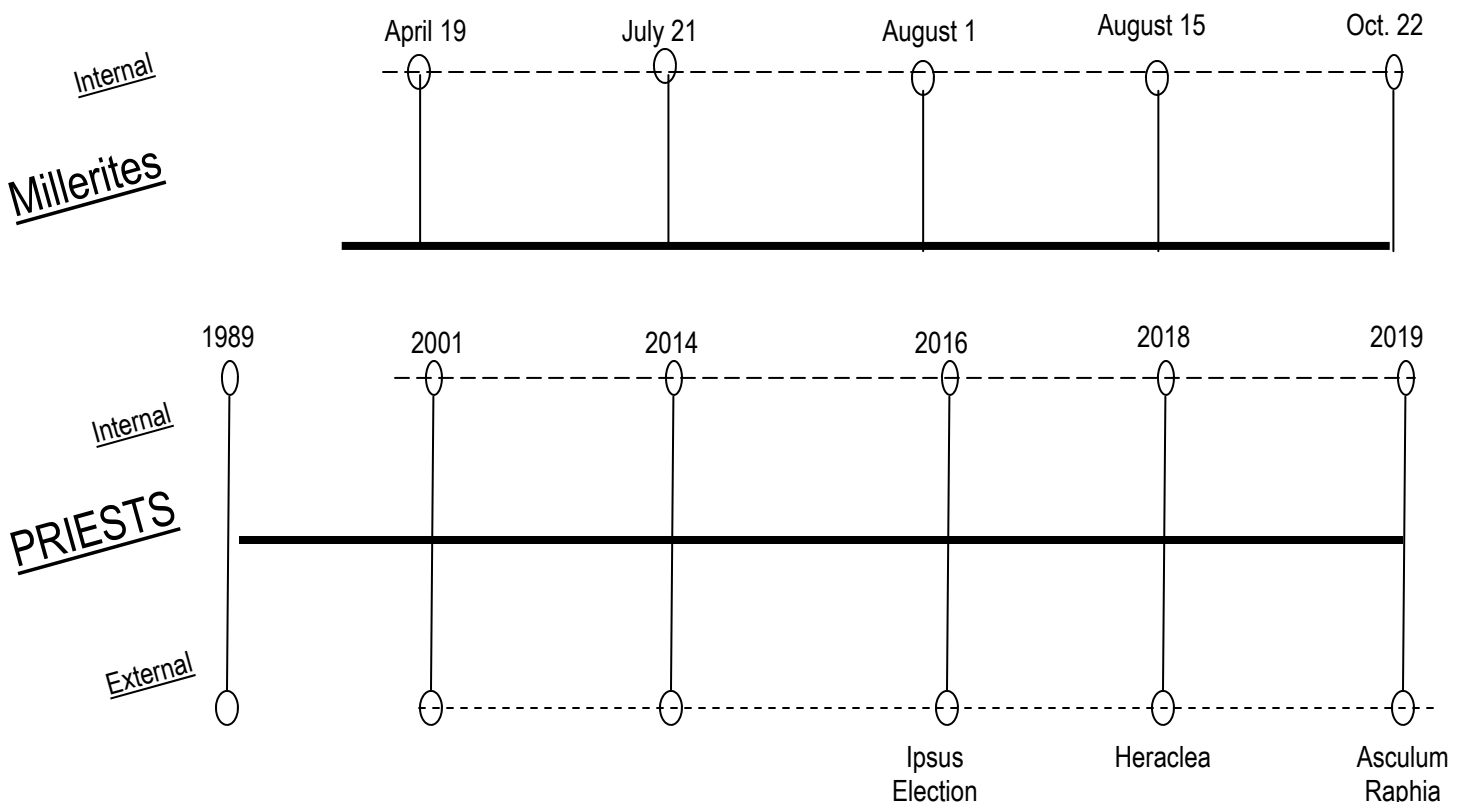 April 19 July 21 August 1 August 15 Oct. 22
Internal
Millerites
1989 2001 2014 2016 2018 2019
Internal
PRIESTS
External
Ipsus Heraclea Asculum
Election Raphia